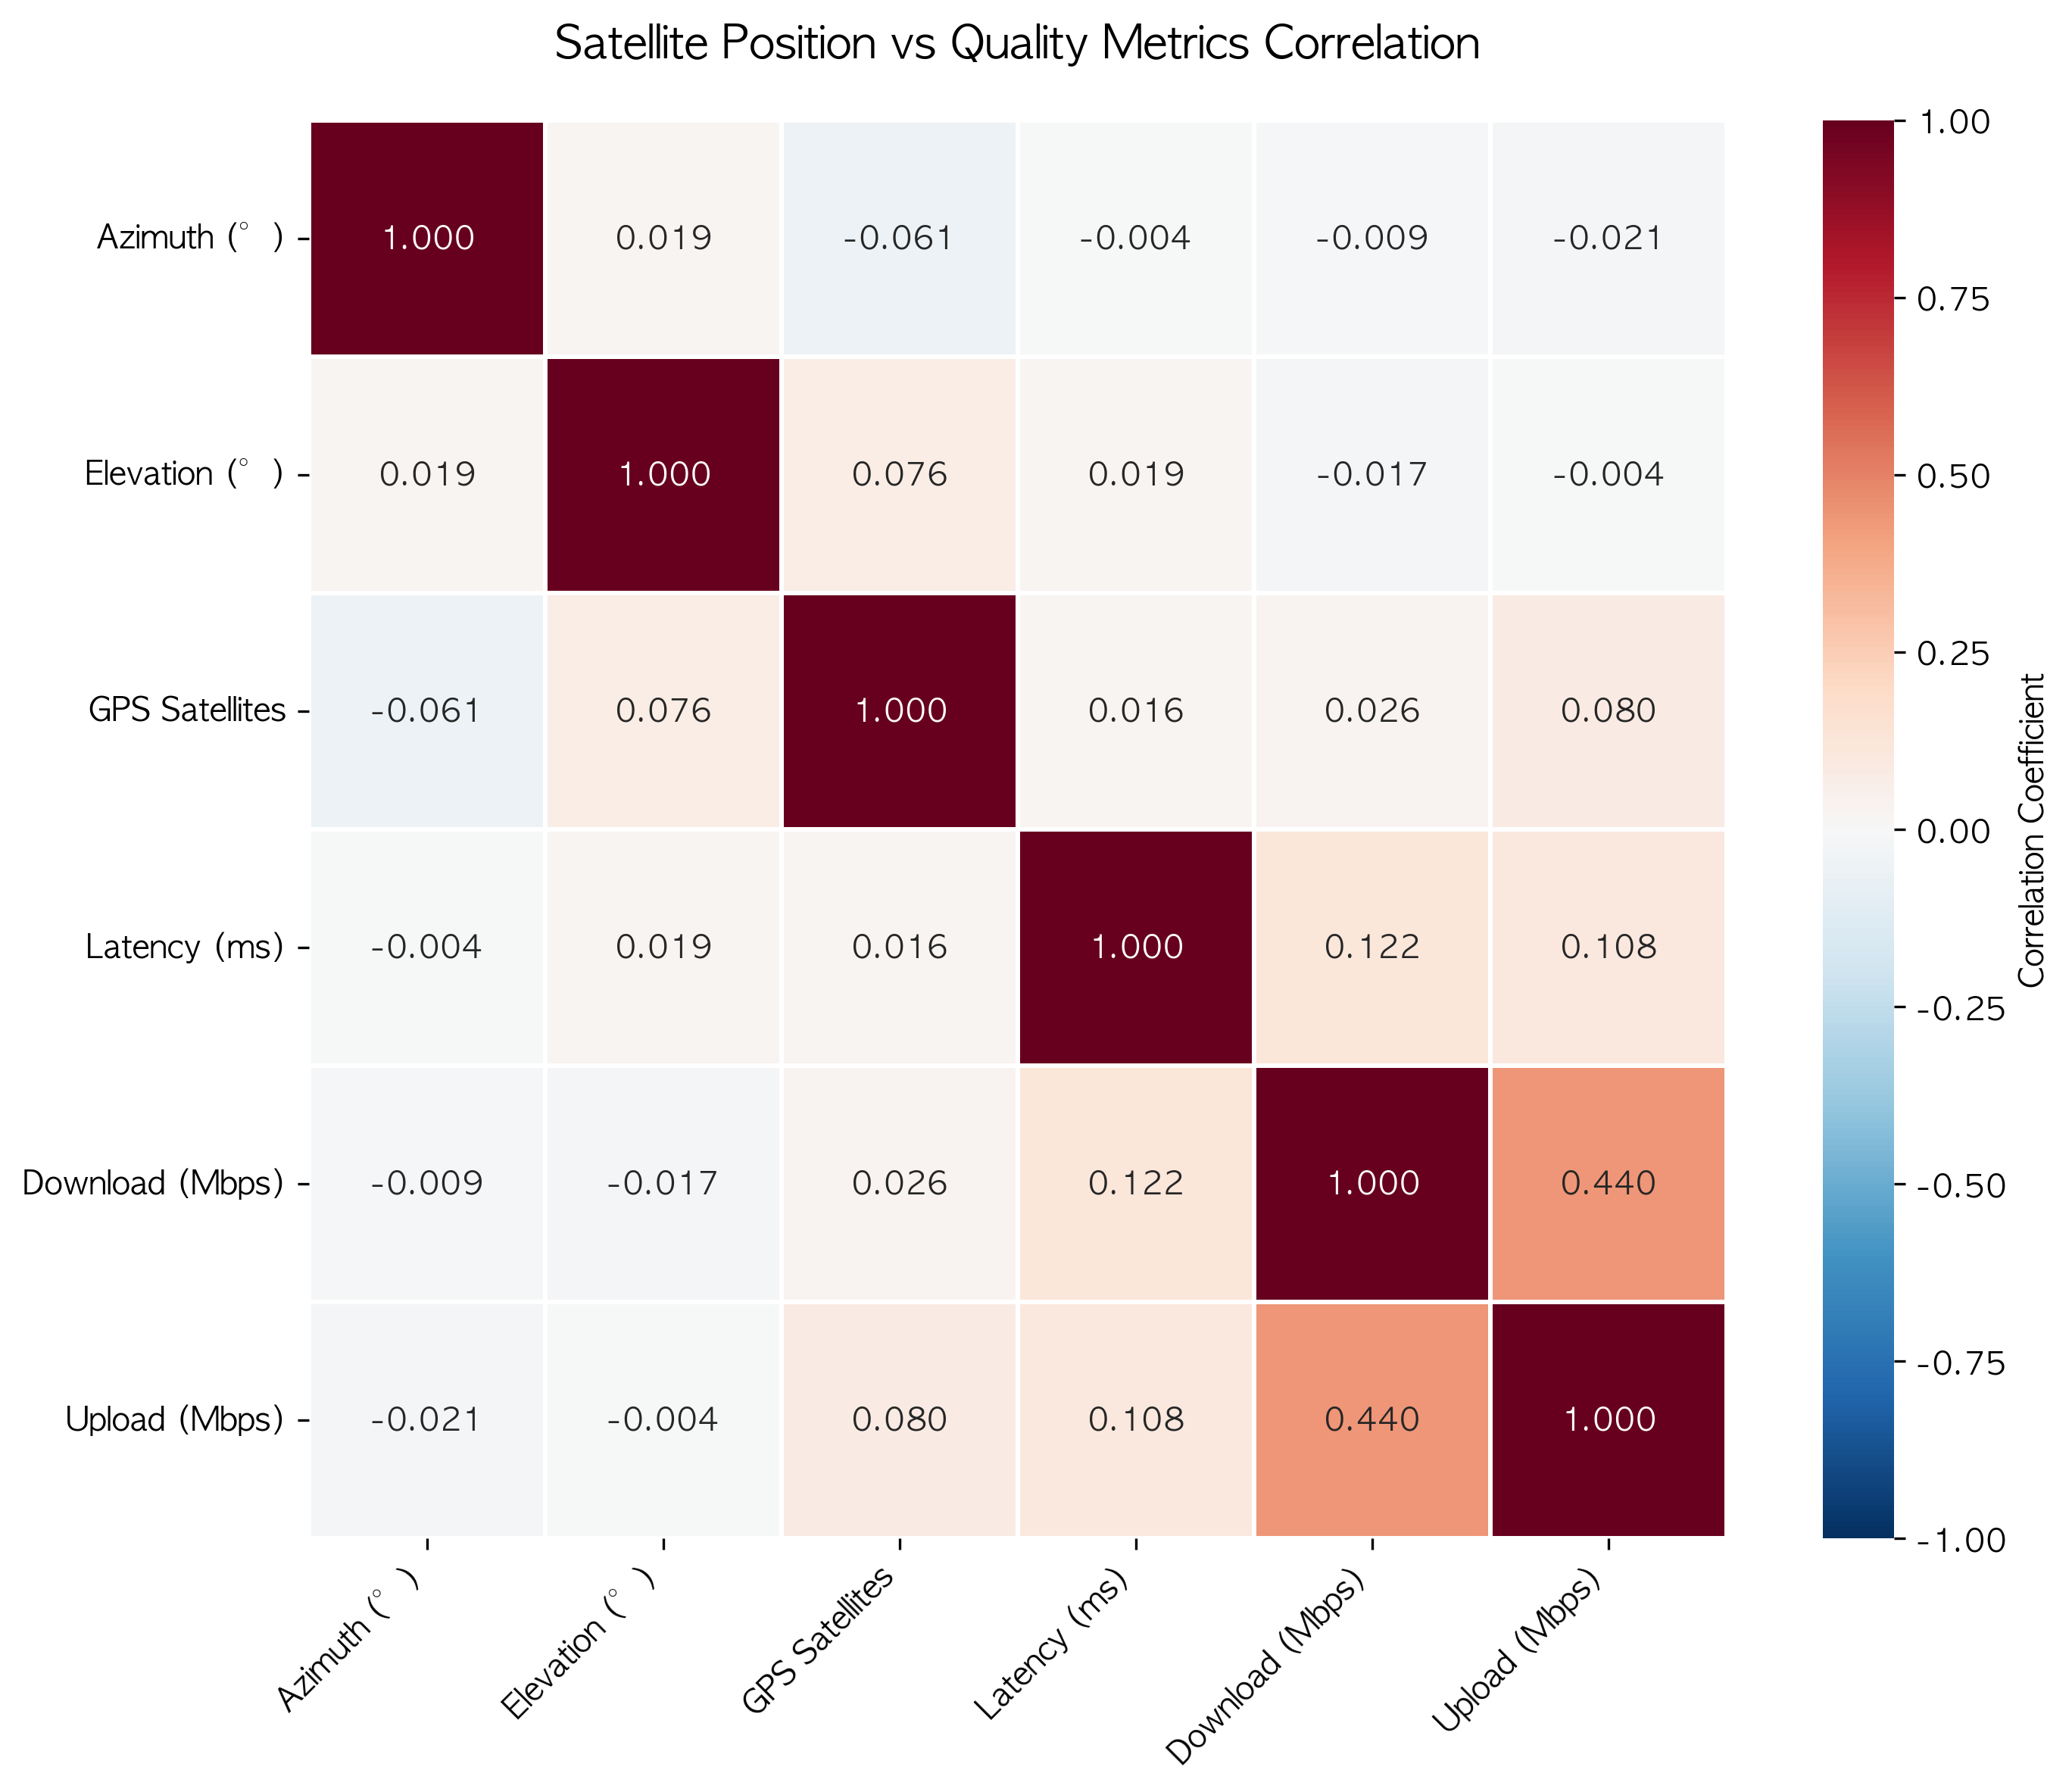 Satellite Position vs Quality Metrics Correlation
Azimuth (° ) 1.000 0.019 -0.061 -0.004 -0.009 -0.021
Elevation (° ) 0.019 1.000 0.076 0.019 -0.017 -0.004
GPS Satellites -0.061 0.076 1.000 0.016 0.026 0.080
Latency (ms) -0.004 0.019 0.016 1.000 0.122 0.108
Download (Mbps) -0.009 -0.017 0.026 0.122 1.000 0.440
Upload (Mbps) -0.021 -0.004 0.080 0.108 0.440 1.000
Azimuth (° )
Elevation (° )
GPS Satellites
Latency (ms)
Download (Mbps)
Upload (Mbps)
1.00
0.75
0.50
0.25
0.00
-0.25
-0.50
-0.75
-1.00
Correlation Coefficient